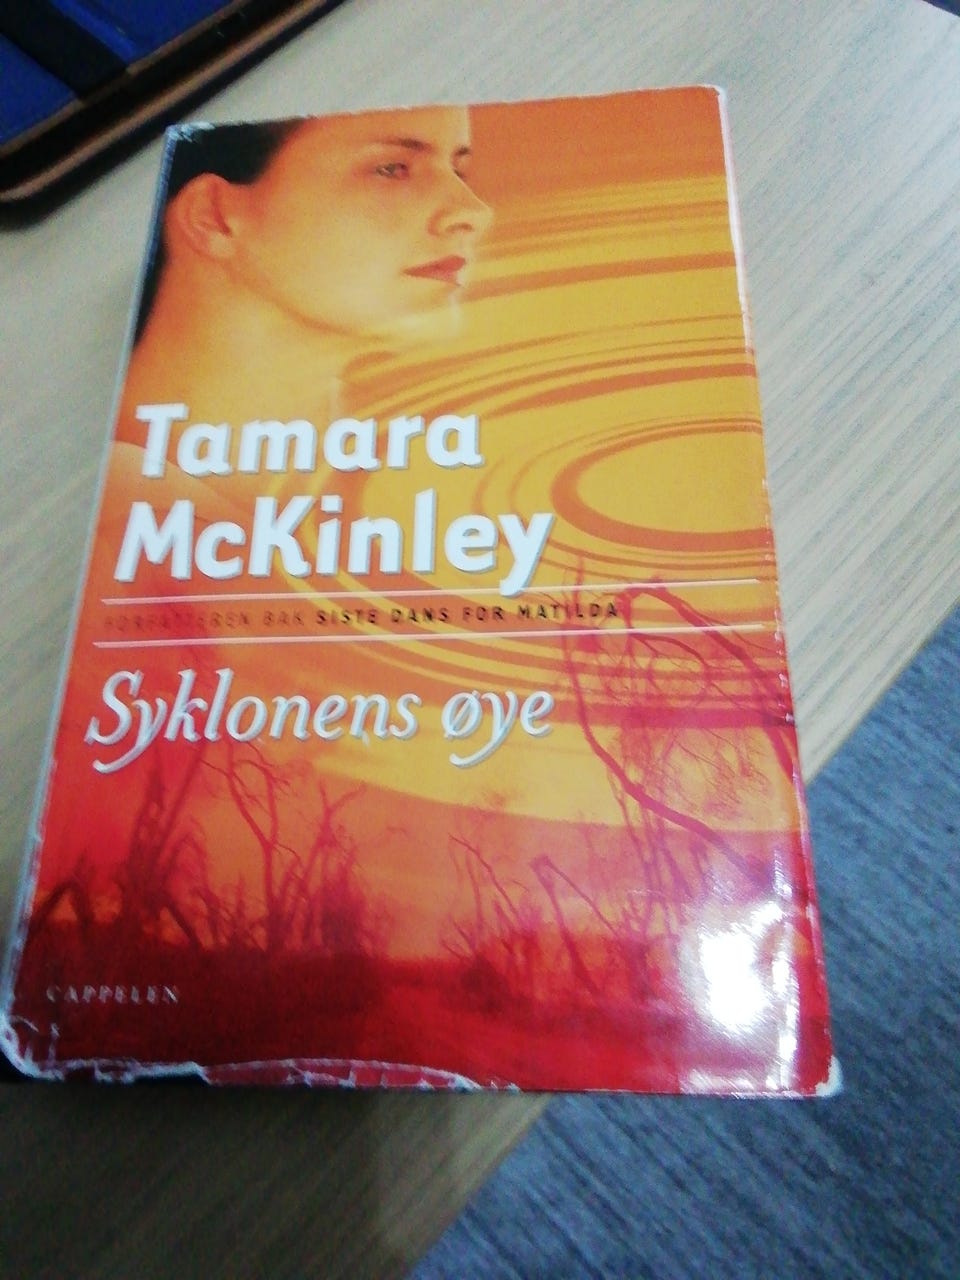 Tamara
McKinley
FORFATTEREN BAK SISTE DANS FOR MATILDA
Syklonens øye
CAPPELEN